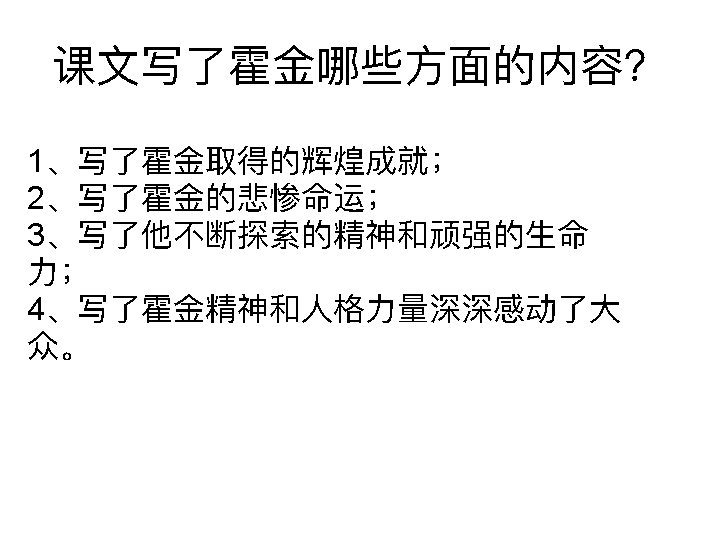 课文写了霍金哪些方面的内容?
1、写了霍金取得的辉煌成就；
2、写了霍金的悲惨命运；
3、写了他不断探索的精神和顽强的生命
力；
4、写了霍金精神和人格力量深深感动了大
众。